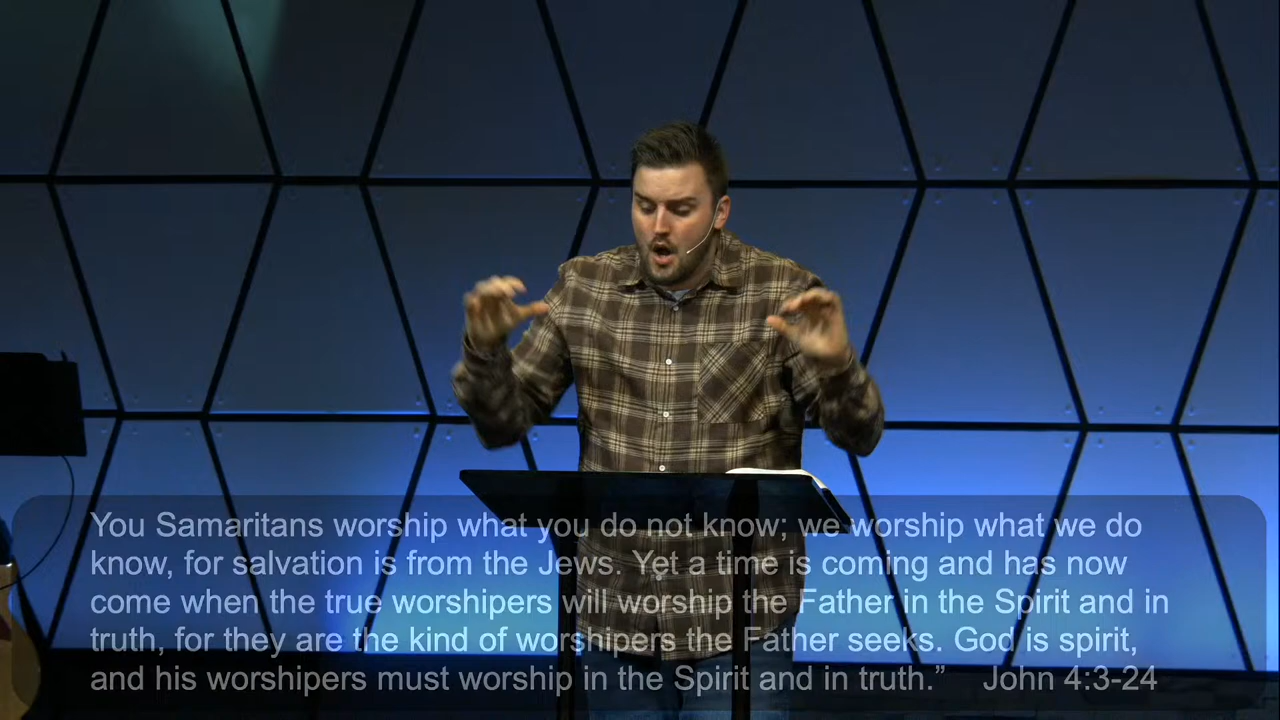 You Samaritans worship what you do not know; we worship what we do
know, for salvation is from the Jews. Yet a time is coming and has now
come when the true worshipers will worship the Father in the Spirit and in
truth, for they are the kind of worshipers the Father seeks. God is spirit,
and his worshipers must worship in the Spirit and in truth.” John 4:3-24